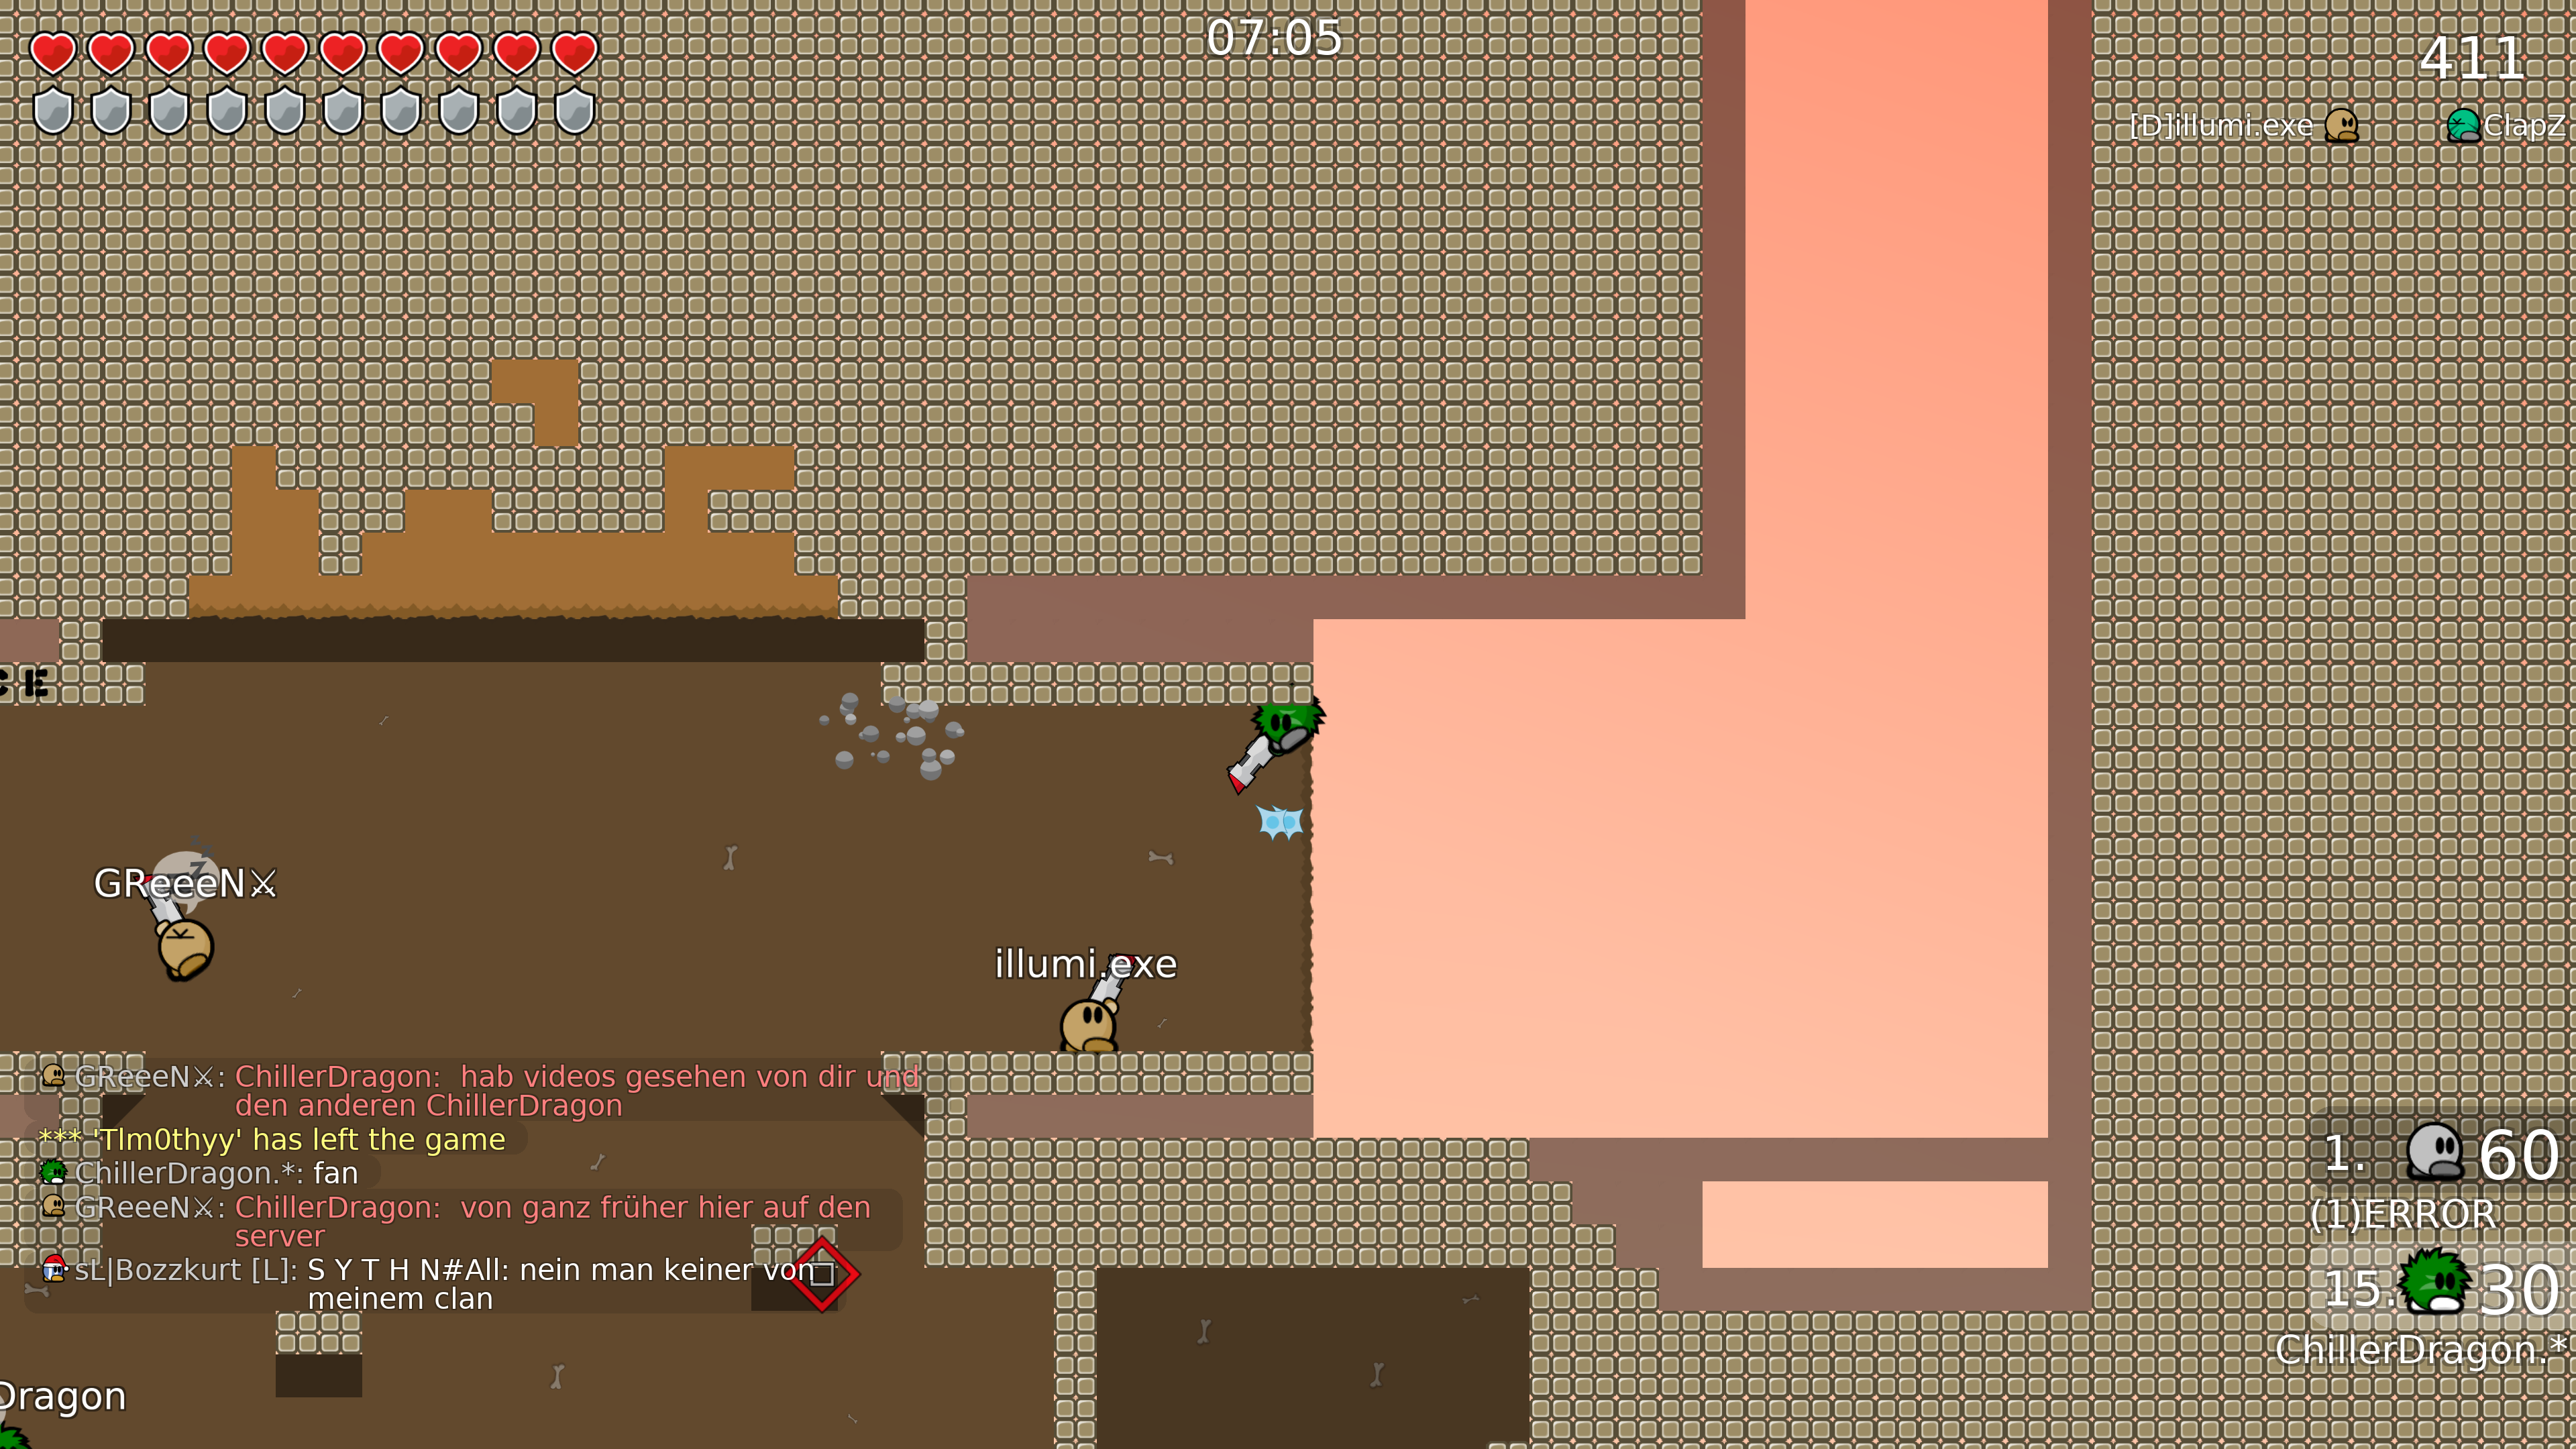 07:05
411
[D]illumi.exe ClapZ
C E
GReeeN⚔
illumi.exe
GReeeN⚔: ChillerDragon: hab videos gesehen von dir und
den anderen ChillerDragon
*** 'Tlm0thyy' has left the game
ChillerDragon.*: fan
GReeeN⚔: ChillerDragon: von ganz früher hier auf den
server
sL|Bozzkurt [L]: S Y T H N#All: nein man keiner von
meinem clan
1. 60
(1)ERROR
15. 30
ChillerDragon.*
Dragon